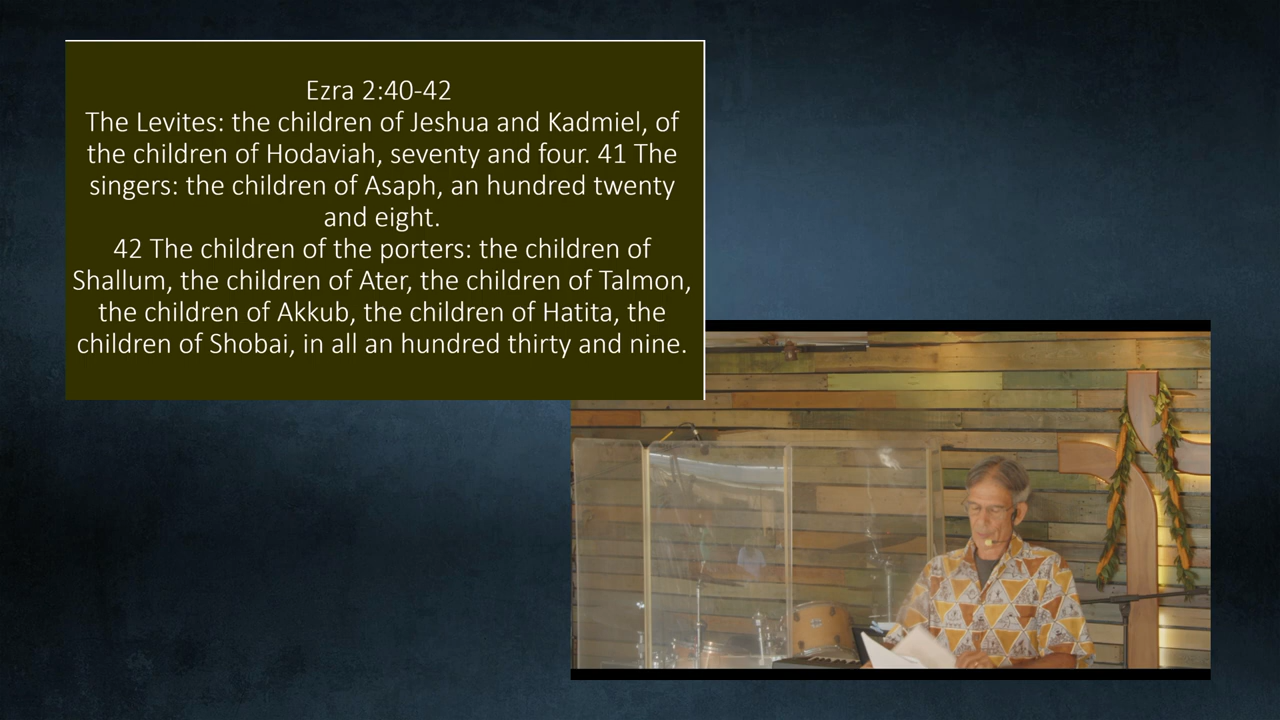 Ezra 2:40-42
The Levites: the children of Jeshua and Kadmiel, of
the children of Hodaviah, seventy and four. 41 The
singers: the children of Asaph, an hundred twenty
and eight.
42 The children of the porters: the children of
Shallum, the children of Ater, the children of Talmon,
the children of Akkub, the children of Hatita, the
children of Shobai, in all an hundred thirty and nine.